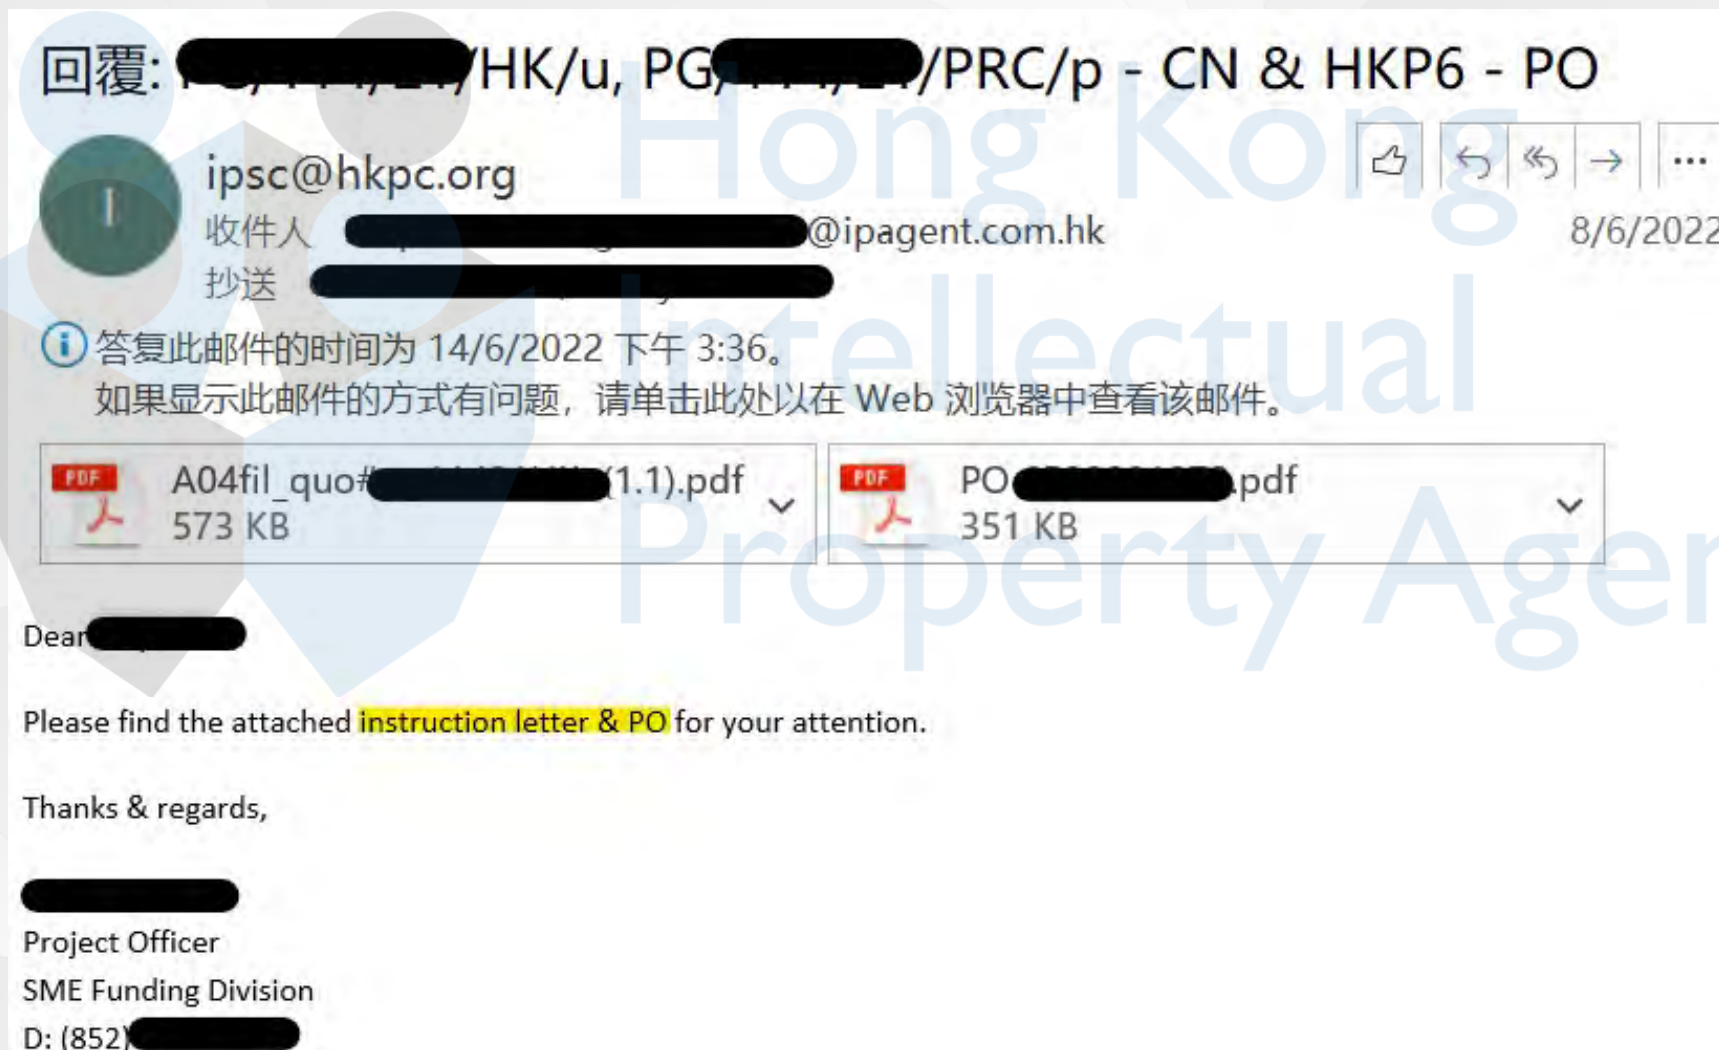 回覆: /HK/u, PG/PRC/p - CN & HKP6 - PO
I
ipsc@hkpc.org
收件人 @ipagent.com.hk
8/6/2022
抄送
答复此邮件的时间为 14/6/2022 下午 3:36。
如果显示此邮件的方式有问题，请单击此处以在 Web 浏览器中查看该邮件。
PDF A04fil_quo# (1.1).pdf
573 KB
PDF PO .pdf
351 KB
Dear
Please find the attached instruction letter & PO for your attention.
Thanks & regards,
Project Officer
SME Funding Division
D: (852)
Hong Kong
Intellectual
Property Agen